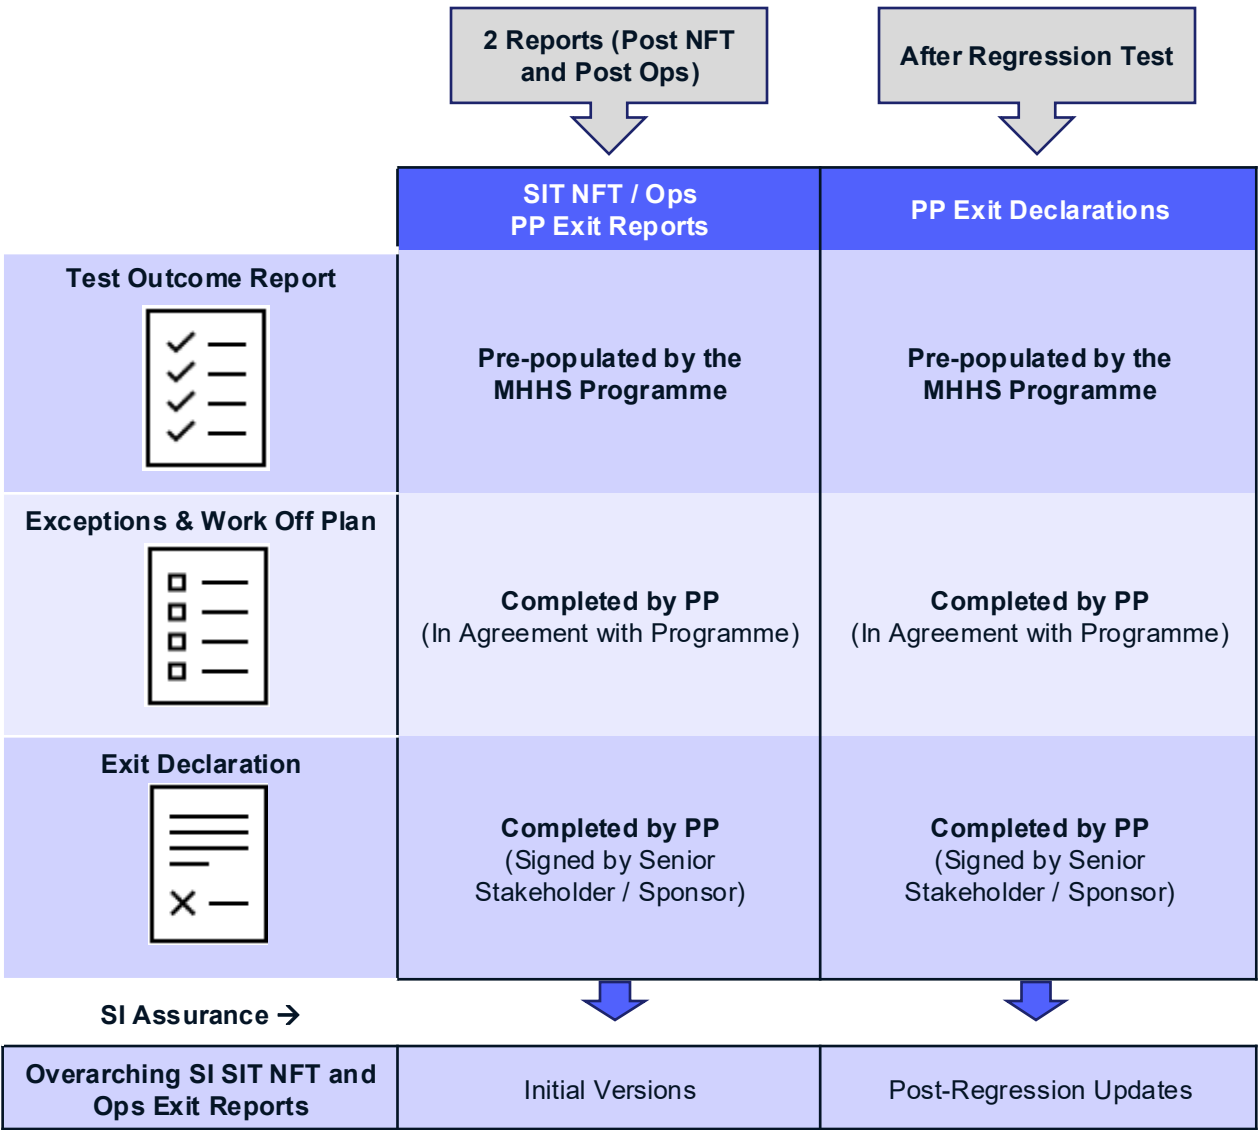 2 Reports (Post NFT
and Post Ops)
After Regression Test
SIT NFT / Ops
PP Exit Reports
PP Exit Declarations
Test Outcome Report
Pre-populated by the
MHHS Programme
Pre-populated by the
MHHS Programme
Exceptions & Work Off Plan
Completed by PP
(In Agreement with Programme)
Completed by PP
(In Agreement with Programme)
Exit Declaration
Completed by PP
(Signed by Senior
Stakeholder / Sponsor)
Completed by PP
(Signed by Senior
Stakeholder / Sponsor)
SI Assurance →
Overarching SI SIT NFT and
Ops Exit Reports
Initial Versions
Post-Regression Updates